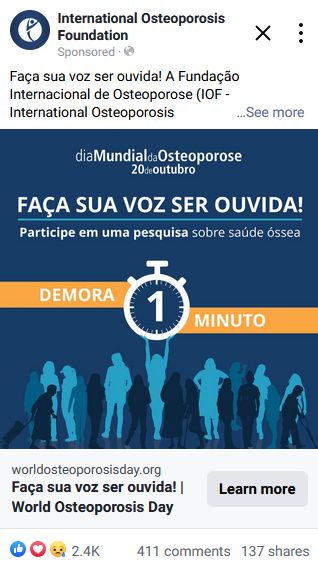 International Osteoporosis
Foundation
Sponsored ·
Faça sua voz ser ouvida! A Fundação
Internacional de Osteoporose (IOF -
International Osteoporosis ...See more
diaMundialdaOsteoporose
20deoutubro
FAÇA SUA VOZ SER OUVIDA!
Participe em uma pesquisa sobre saúde óssea
DEMORA
1
MINUTO
worldosteoporosisday.org
Faça sua voz ser ouvida! |
World Osteoporosis Day
Learn more
2.4K 411 comments 137 shares